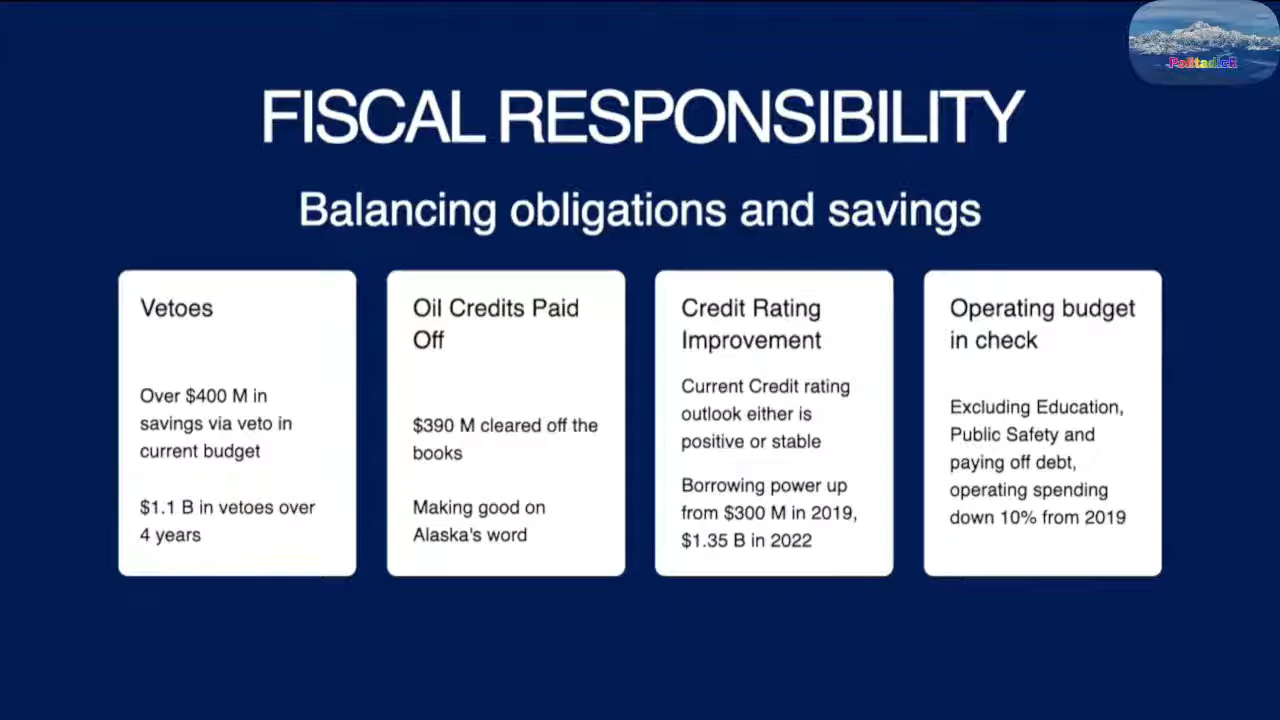 Politadick
FISCAL RESPONSIBILITY
Balancing obligations and savings
Vetoes
Over $400 M in
savings via veto in
current budget
$1.1 B in vetoes over
4 years
Oil Credits Paid
Off
$390 M cleared off the
books
Making good on
Alaska's word
Credit Rating
Improvement
Current Credit rating
outlook either is
positive or stable
Borrowing power up
from $300 M in 2019,
$1.35 B in 2022
Operating budget
in check
Excluding Education,
Public Safety and
paying off debt,
operating spending
down 10% from 2019